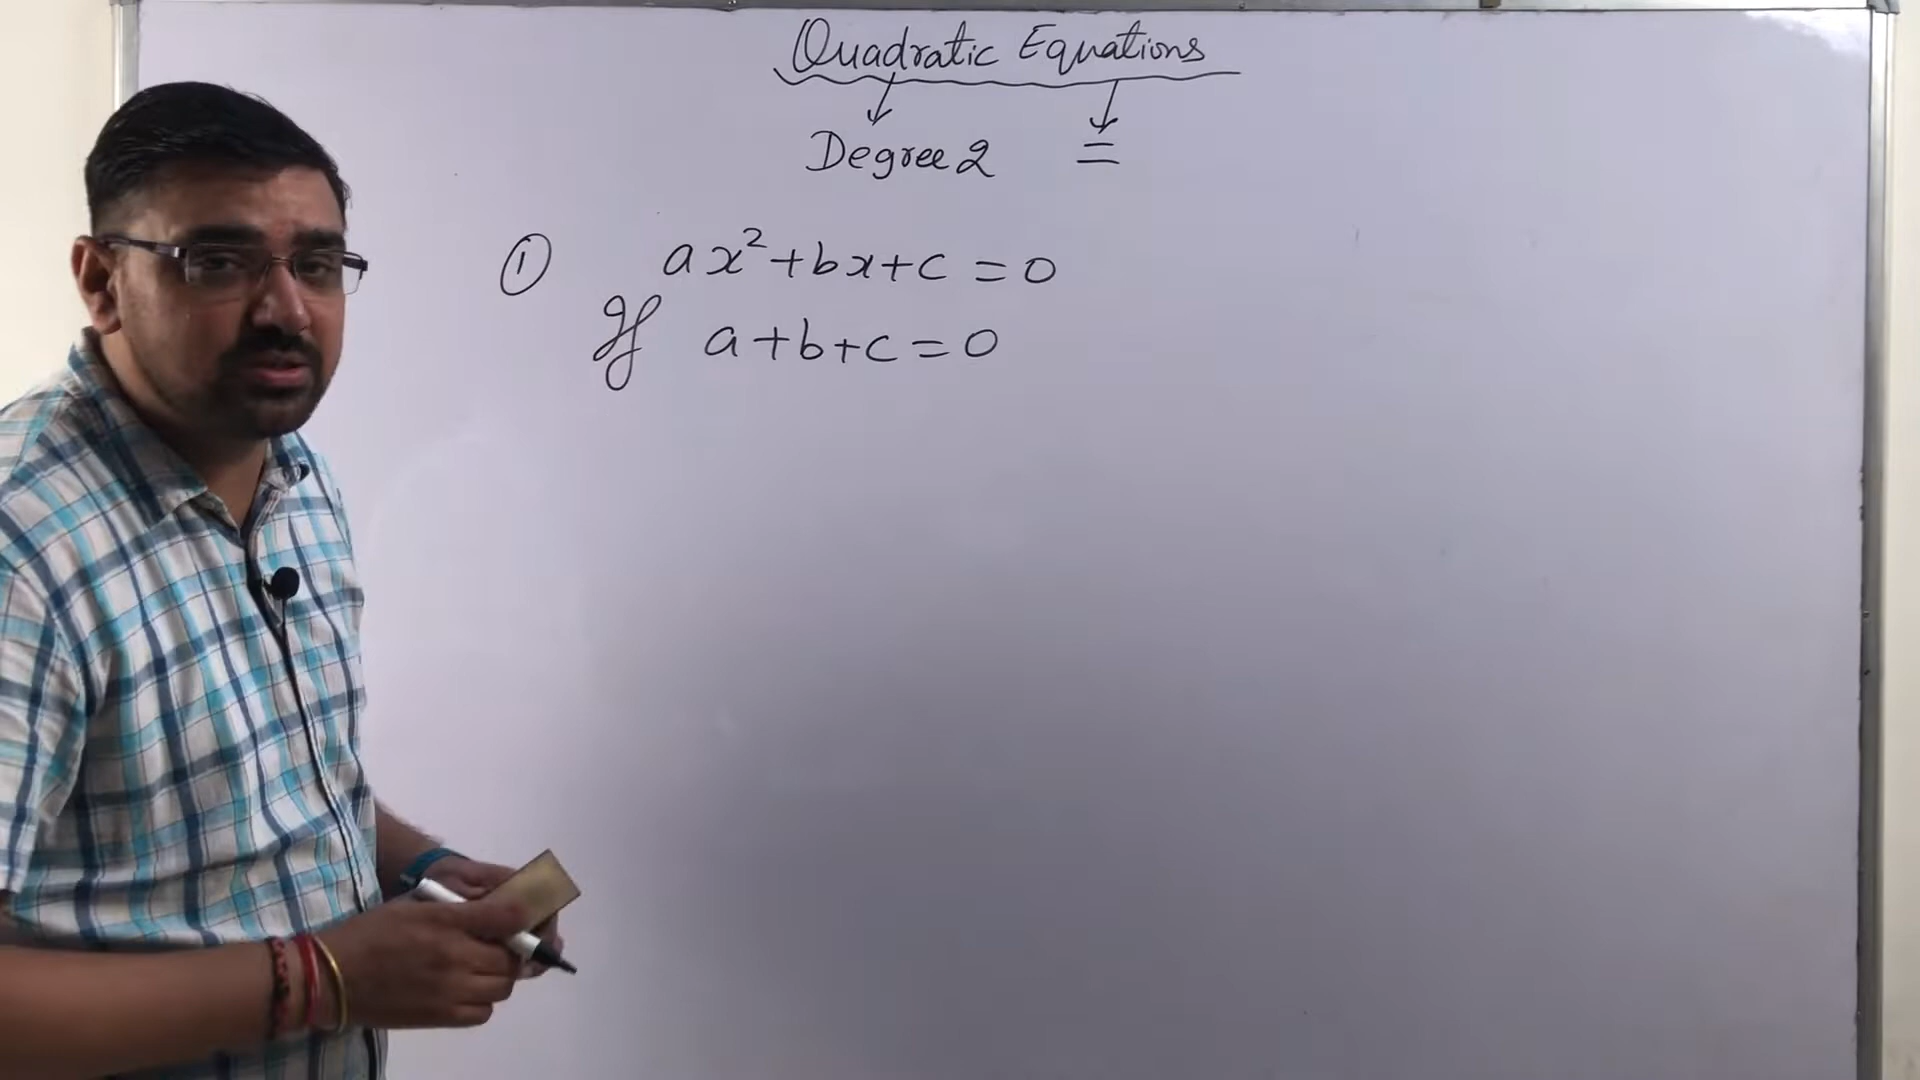 Quadratic Equations
Degree 2 =
① ax²+bx+c=0
If a+b+c=0